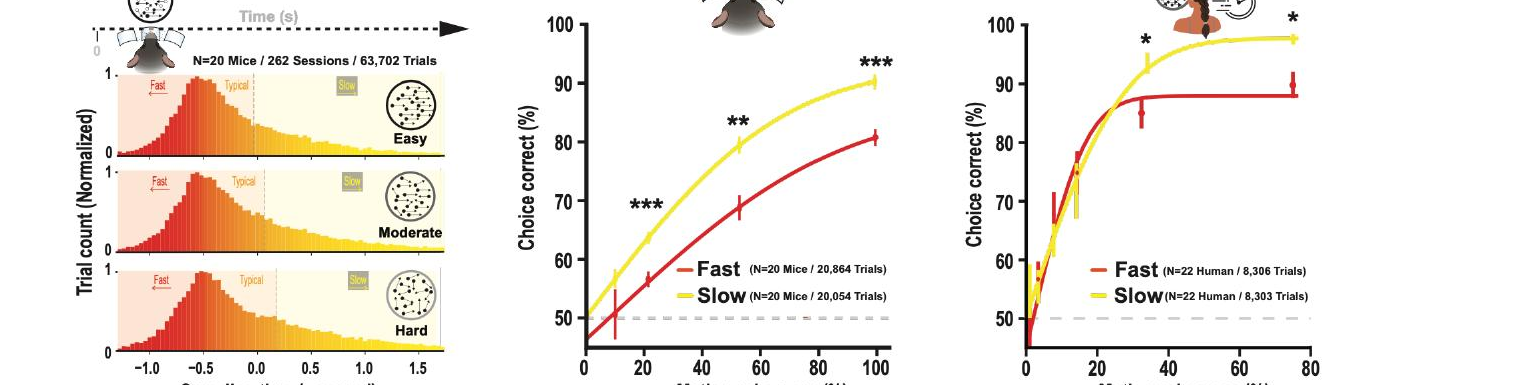 Time (s)
0
N=20 Mice / 262 Sessions / 63,702 Trials
Trial count (Normalized)
1
Fast
Typical
Slow
Easy
0
1
Fast
Typical
Slow
Moderate
0
1
Fast
Typical
Slow
Hard
0
−1.0 −0.5 0.0 0.5 1.0 1.5
Choice correct (%)
100
90
80
70
60
50
***
**
***
Fast (N=20 Mice / 20,864 Trials)
Slow (N=20 Mice / 20,054 Trials)
0 20 40 60 80 100
Choice correct (%)
100
90
80
70
60
50
*
*
Fast (N=22 Human / 8,306 Trials)
Slow (N=22 Human / 8,303 Trials)
0 20 40 60 80